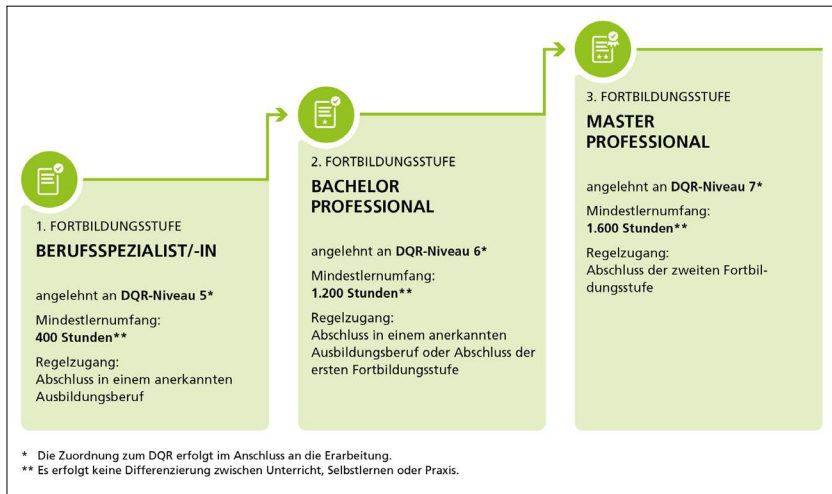 1. FORTBILDUNGSSTUFE
BERUFSSPEZIALIST/-IN
angelehnt an DQR-Niveau 5*
Mindestlernumfang:
400 Stunden**
Regelzugang:
Abschluss in einem anerkannten
Ausbildungsberuf
2. FORTBILDUNGSSTUFE
BACHELOR
PROFESSIONAL
angelehnt an DQR-Niveau 6*
Mindestlernumfang:
1.200 Stunden**
Regelzugang:
Abschluss in einem anerkannten
Ausbildungsberuf oder Abschluss der
ersten Fortbildungsstufe
3. FORTBILDUNGSSTUFE
MASTER
PROFESSIONAL
angelehnt an DQR-Niveau 7*
Mindestlernumfang:
1.600 Stunden**
Regelzugang:
Abschluss der zweiten Fortbil-
dungsstufe
* Die Zuordnung zum DQR erfolgt im Anschluss an die Erarbeitung.
** Es erfolgt keine Differenzierung zwischen Unterricht, Selbstlernen oder Praxis.